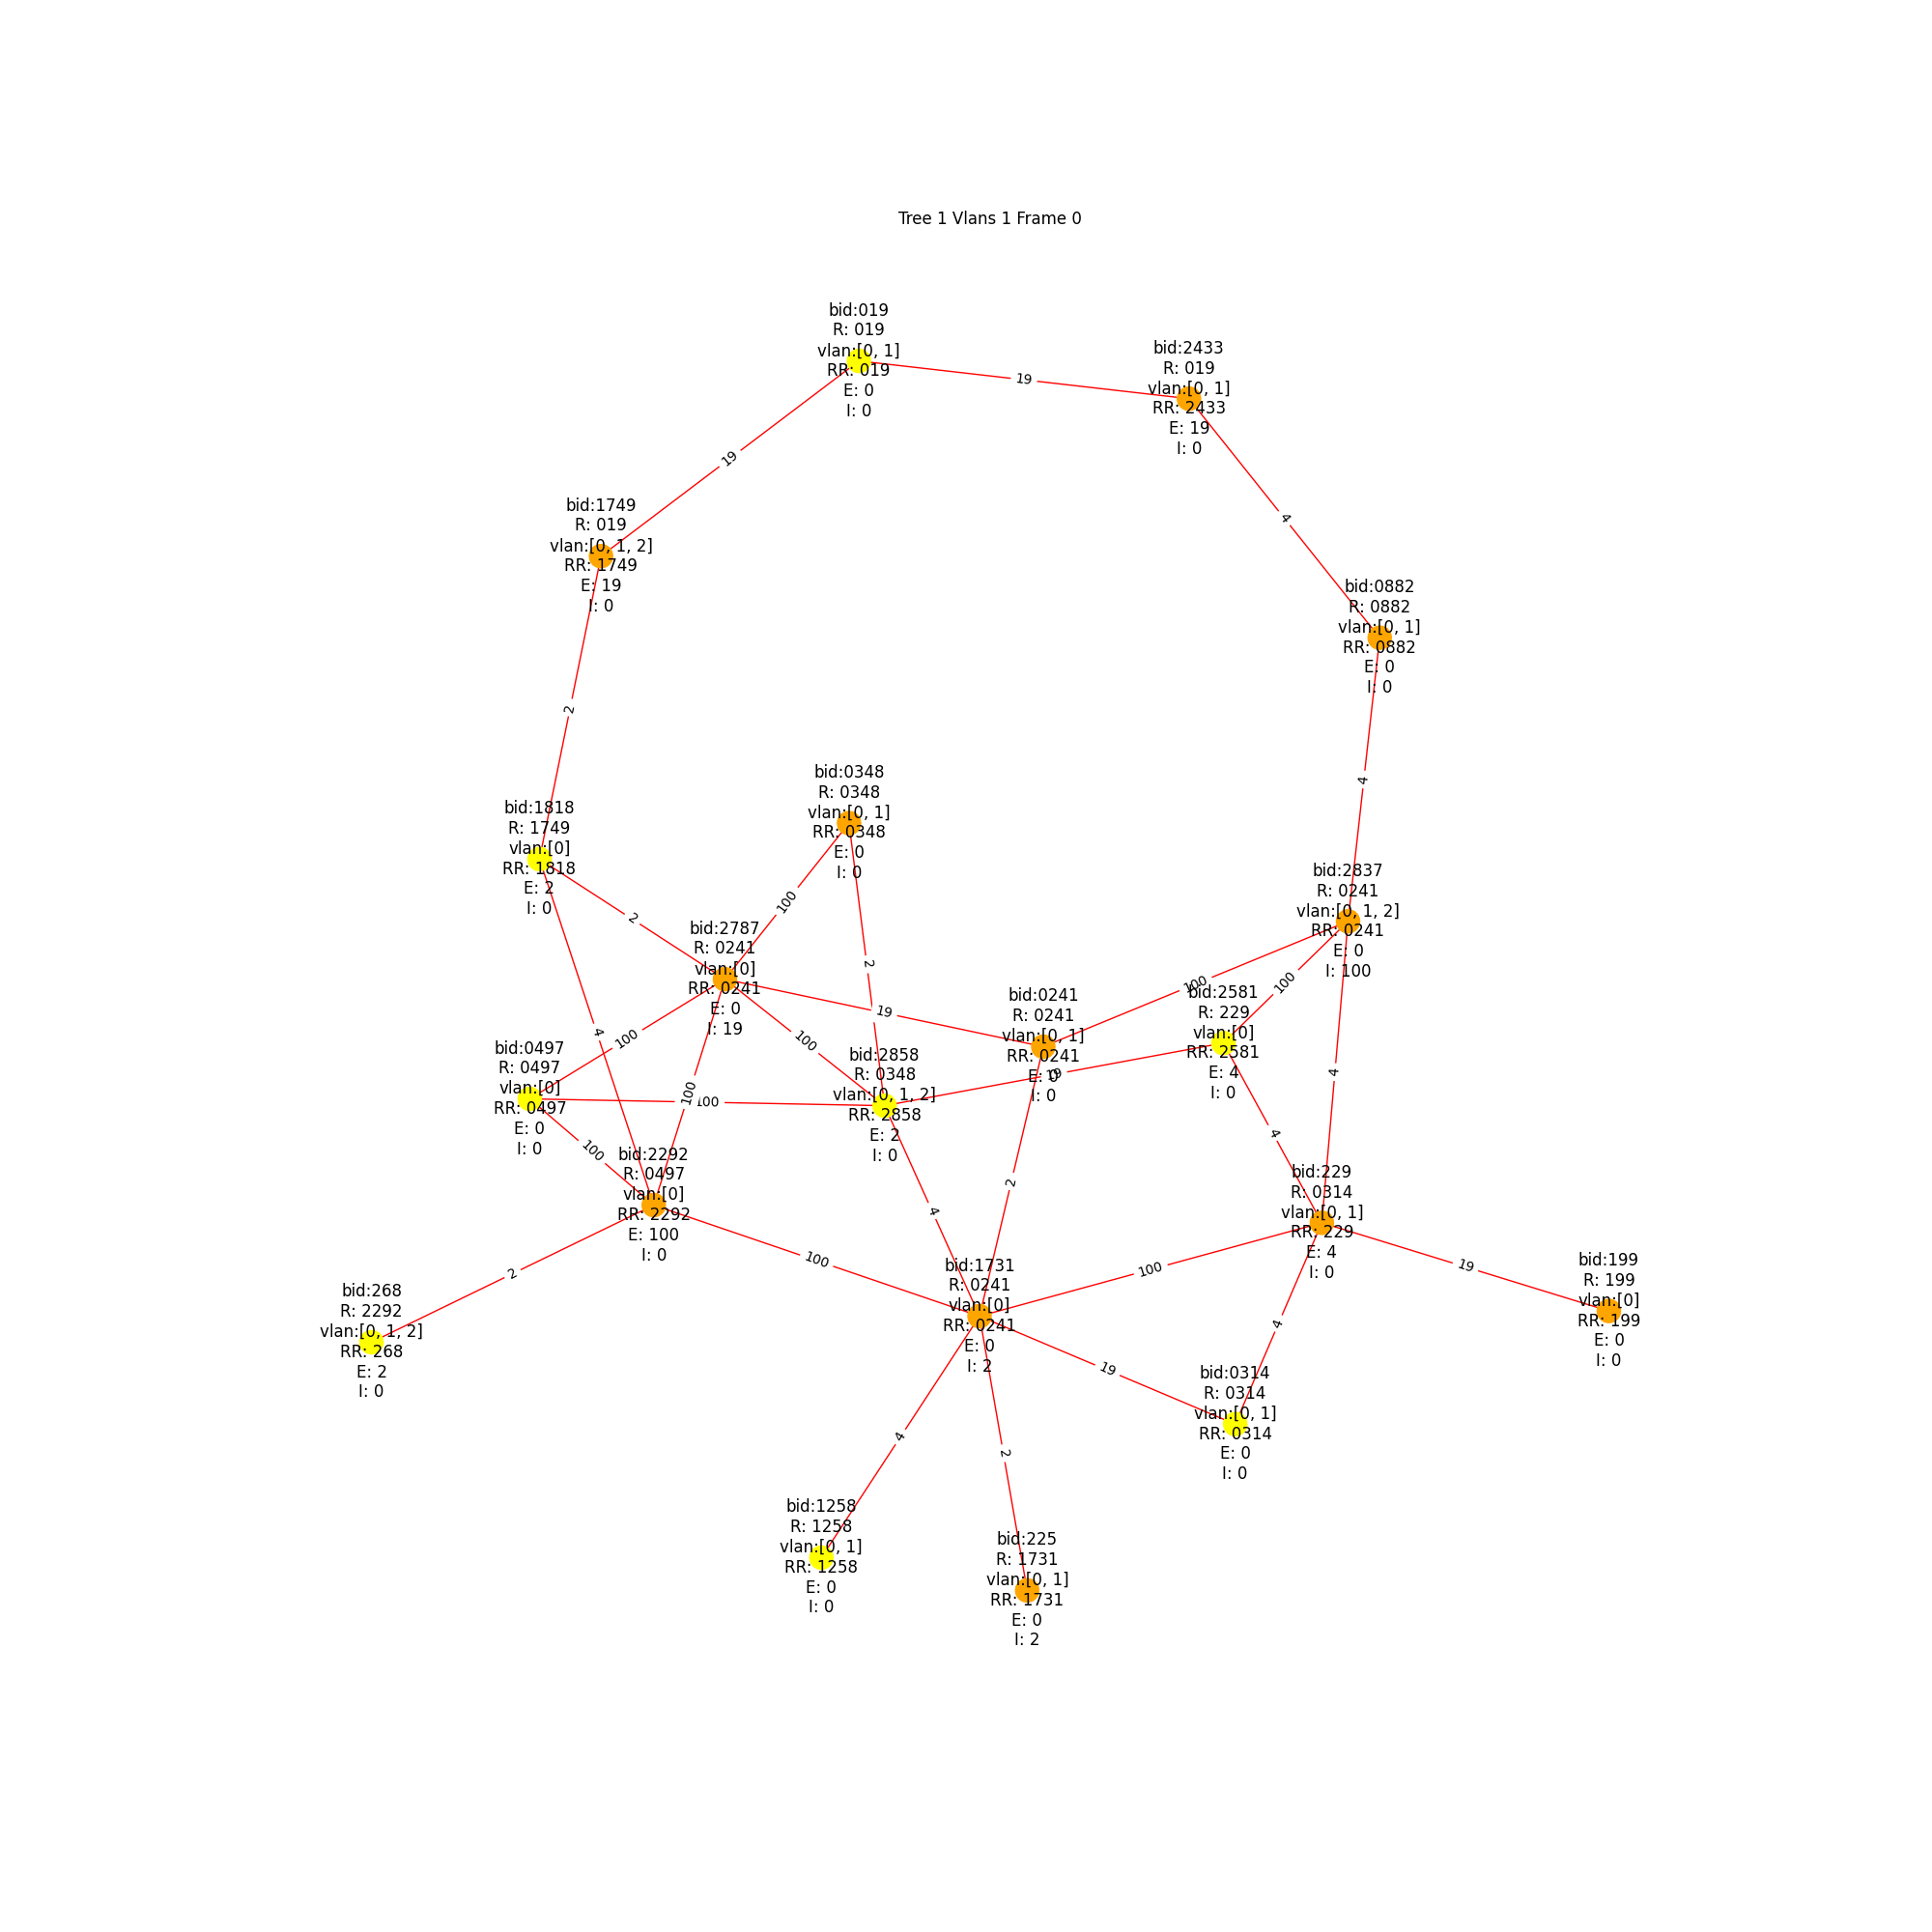 Tree 1 Vlans 1 Frame 0
bid:019
R: 019
vlan:[0, 1]
RR: 019
E: 0
I: 0
19
bid:2433
R: 019
vlan:[0, 1]
RR: 2433
E: 19
I: 0
19
4
bid:1749
R: 019
vlan:[0, 1, 2]
RR: 1749
E: 19
I: 0
bid:0882
R: 0882
vlan:[0, 1]
RR: 0882
E: 0
I: 0
2
4
bid:0348
R: 0348
vlan:[0, 1]
RR: 0348
E: 0
I: 0
bid:1818
R: 1749
vlan:[0]
RR: 1818
E: 2
I: 0
100
2
2
bid:2837
R: 0241
vlan:[0, 1, 2]
RR: 0241
E: 0
I: 100
bid:2787
R: 0241
vlan:[0]
RR: 0241
E: 0
I: 19
100
100
19
bid:0241
R: 0241
vlan:[0, 1]
RR: 0241
E: 0
I: 0
bid:2581
R: 229
vlan:[0]
RR: 2581
E: 4
I: 0
4
100
100
19
4
bid:0497
R: 0497
vlan:[0]
RR: 0497
E: 0
I: 0
bid:2858
R: 0348
vlan:[0, 1, 2]
RR: 2858
E: 2
I: 0
100
100
100
4
bid:2292
R: 0497
vlan:[0]
RR: 2292
E: 100
I: 0
bid:229
R: 0314
vlan:[0, 1]
RR: 229
E: 4
I: 0
2
4
2
100
100
19
bid:199
R: 199
vlan:[0]
RR: 199
E: 0
I: 0
bid:1731
R: 0241
vlan:[0]
RR: 0241
E: 0
I: 2
bid:268
R: 2292
vlan:[0, 1, 2]
RR: 268
E: 2
I: 0
4
19
bid:0314
R: 0314
vlan:[0, 1]
RR: 0314
E: 0
I: 0
4
2
bid:1258
R: 1258
vlan:[0, 1]
RR: 1258
E: 0
I: 0
bid:225
R: 1731
vlan:[0, 1]
RR: 1731
E: 0
I: 2